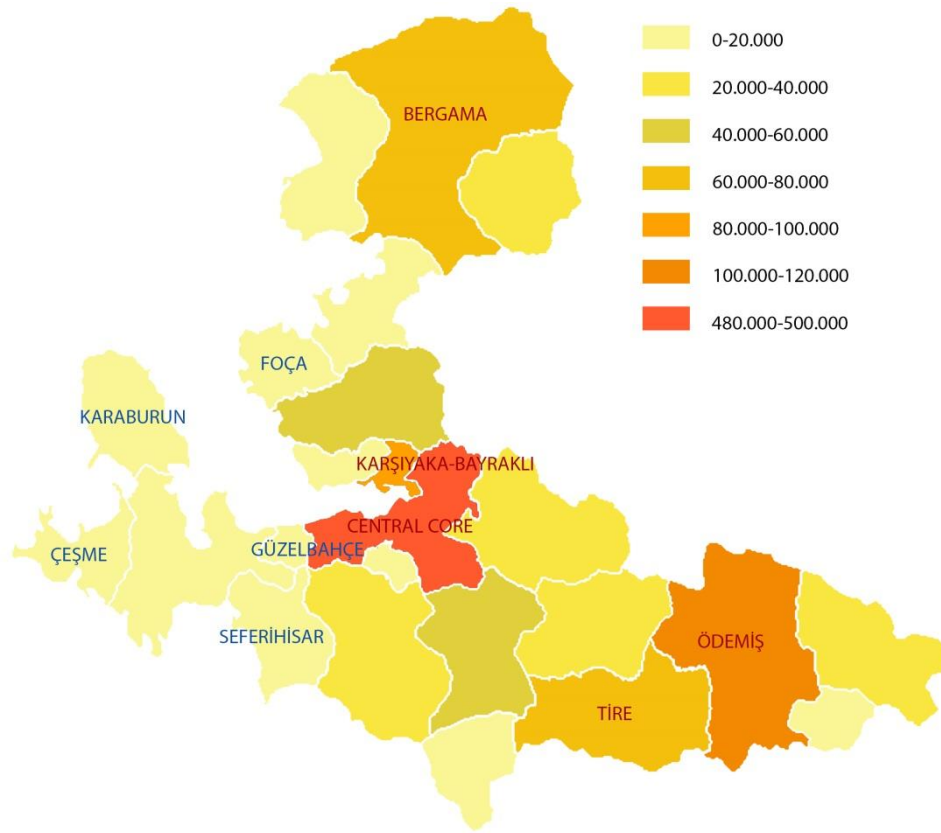 0-20.000
20.000-40.000
40.000-60.000
60.000-80.000
80.000-100.000
100.000-120.000
480.000-500.000
BERGAMA
FOÇA
KARABURUN
KARŞIYAKA-BAYRAKLI
CENTRAL CORE
ÇEŞME
GÜZELBAHÇE
SEFERİHİSAR
ÖDEMİŞ
TİRE